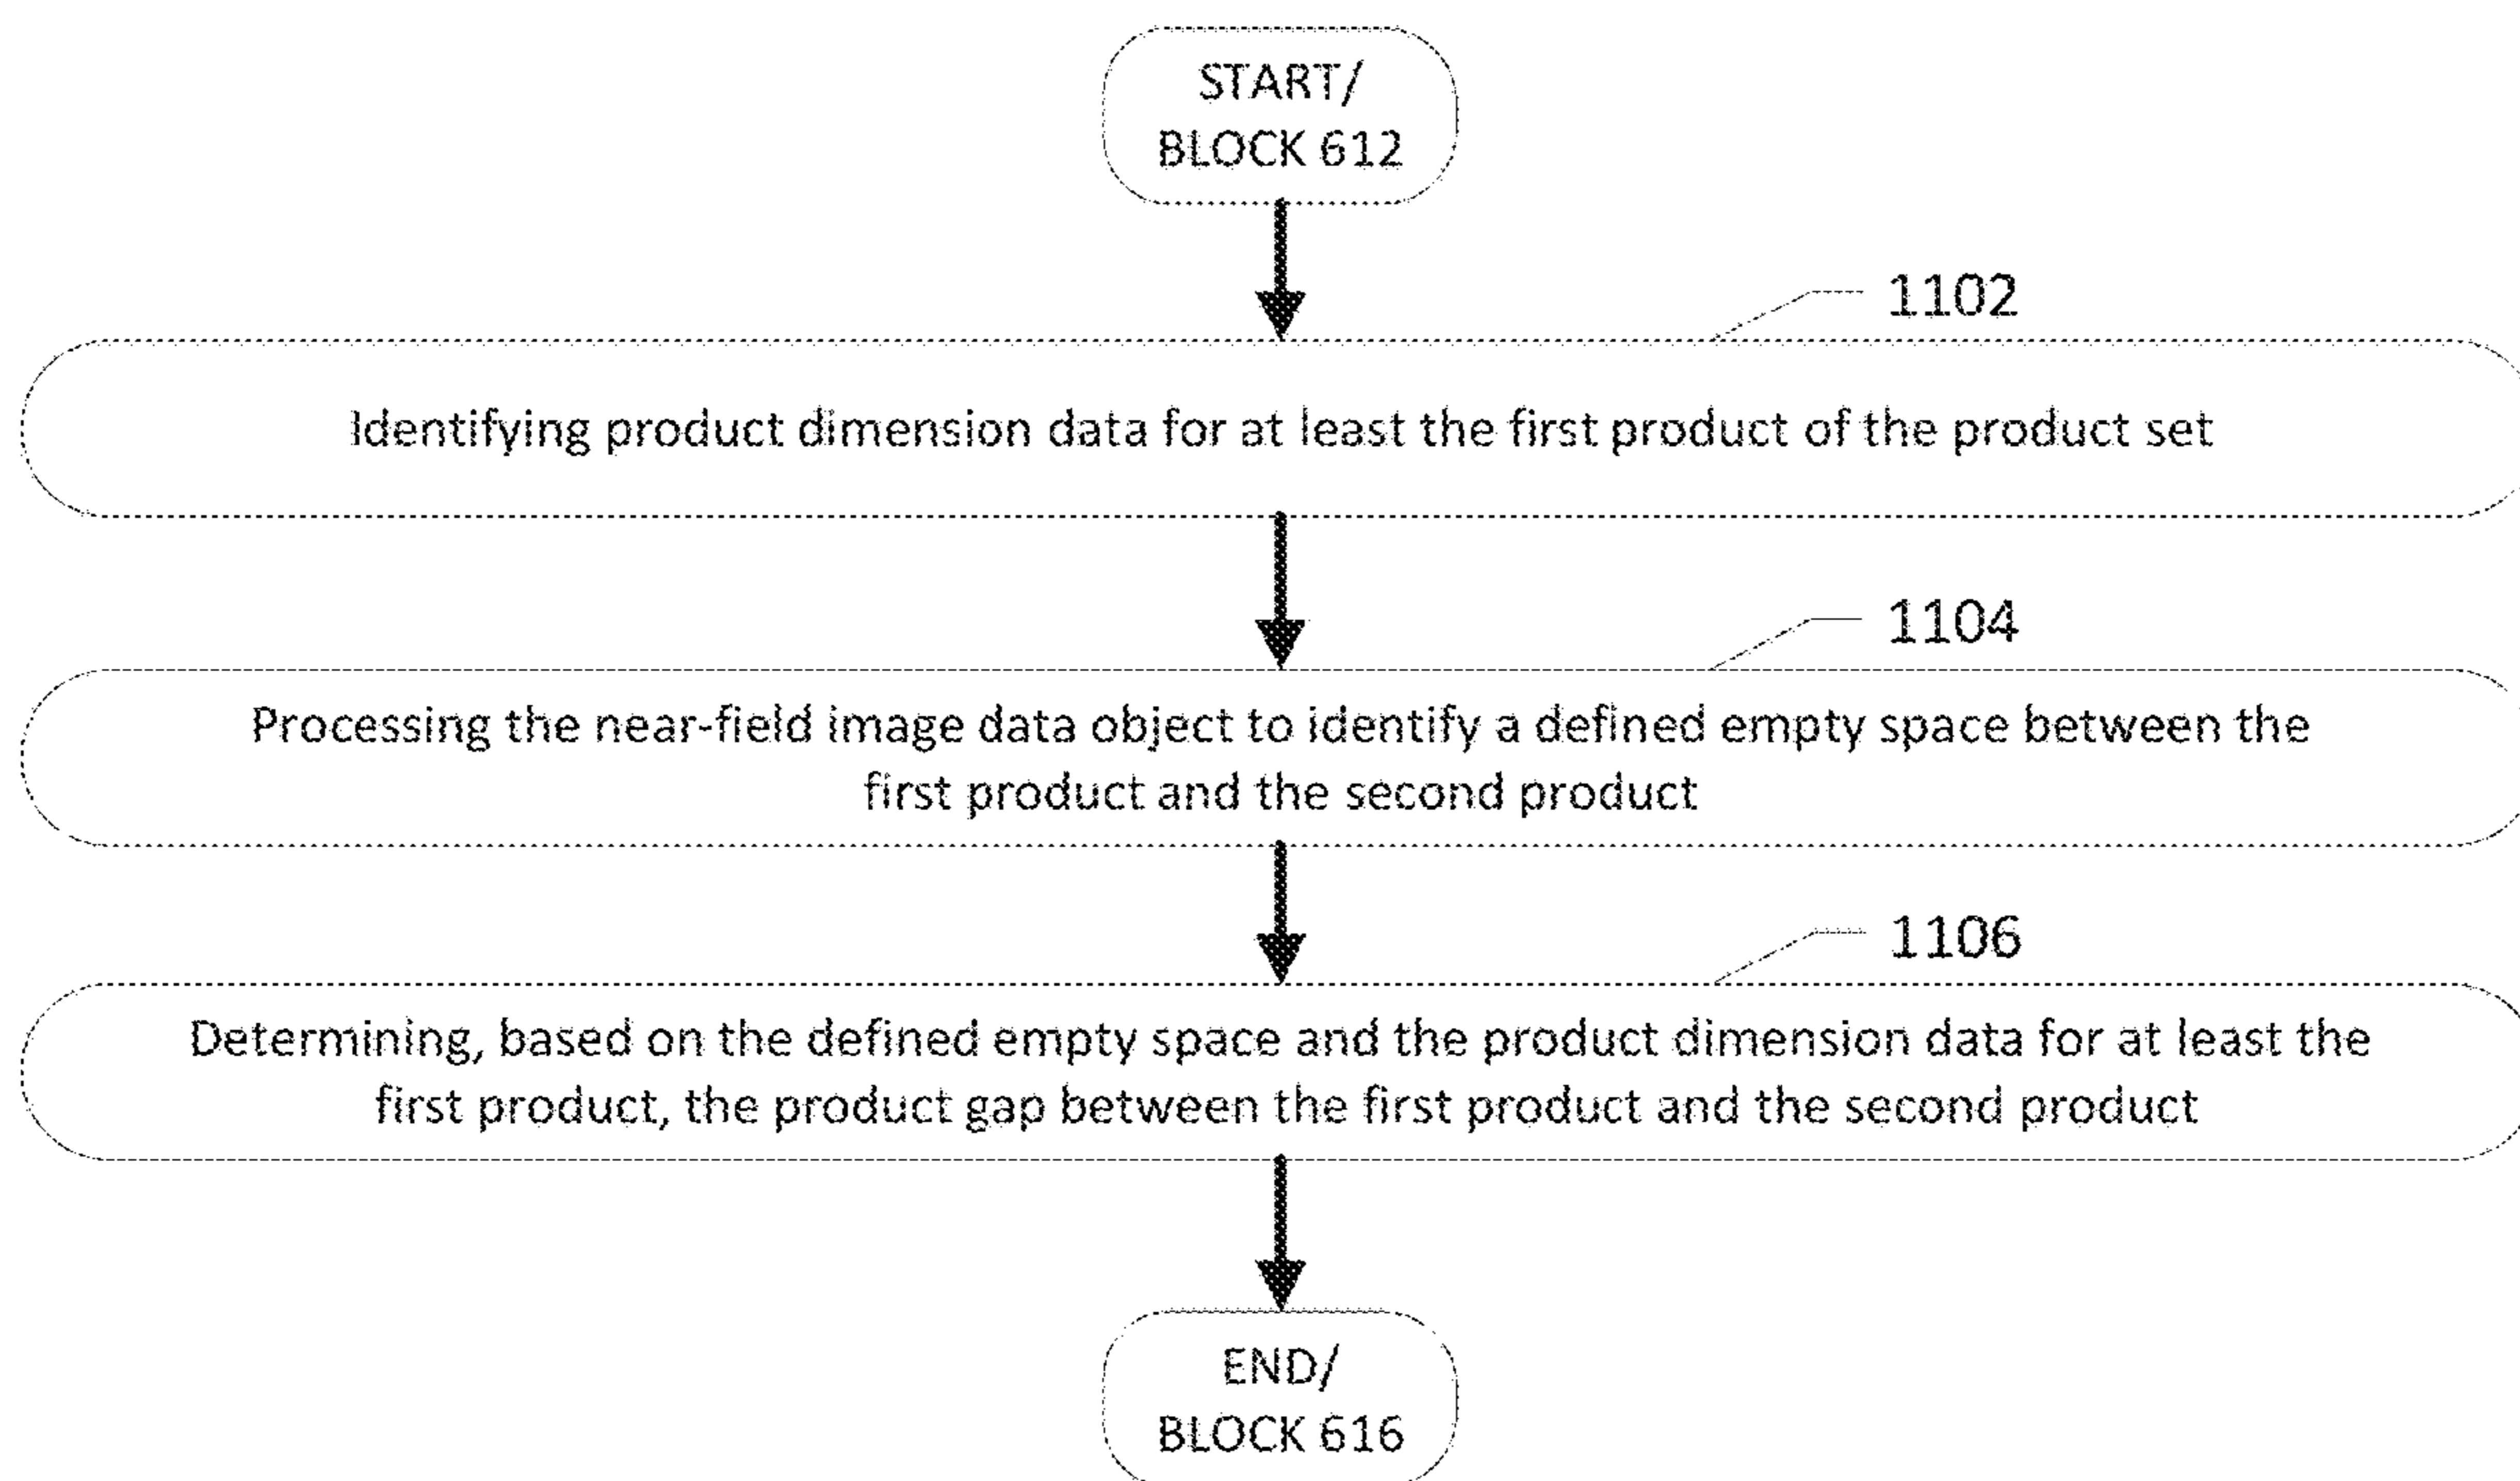 START/
BLOCK 612
1102
Identifying product dimension data for at least the first product of the product set
1104
Processing the near-field image data object to identify a defined empty space between the
first product and the second product
1106
Determining, based on the defined empty space and the product dimension data for at least the
first product, the product gap between the first product and the second product
END/
BLOCK 616